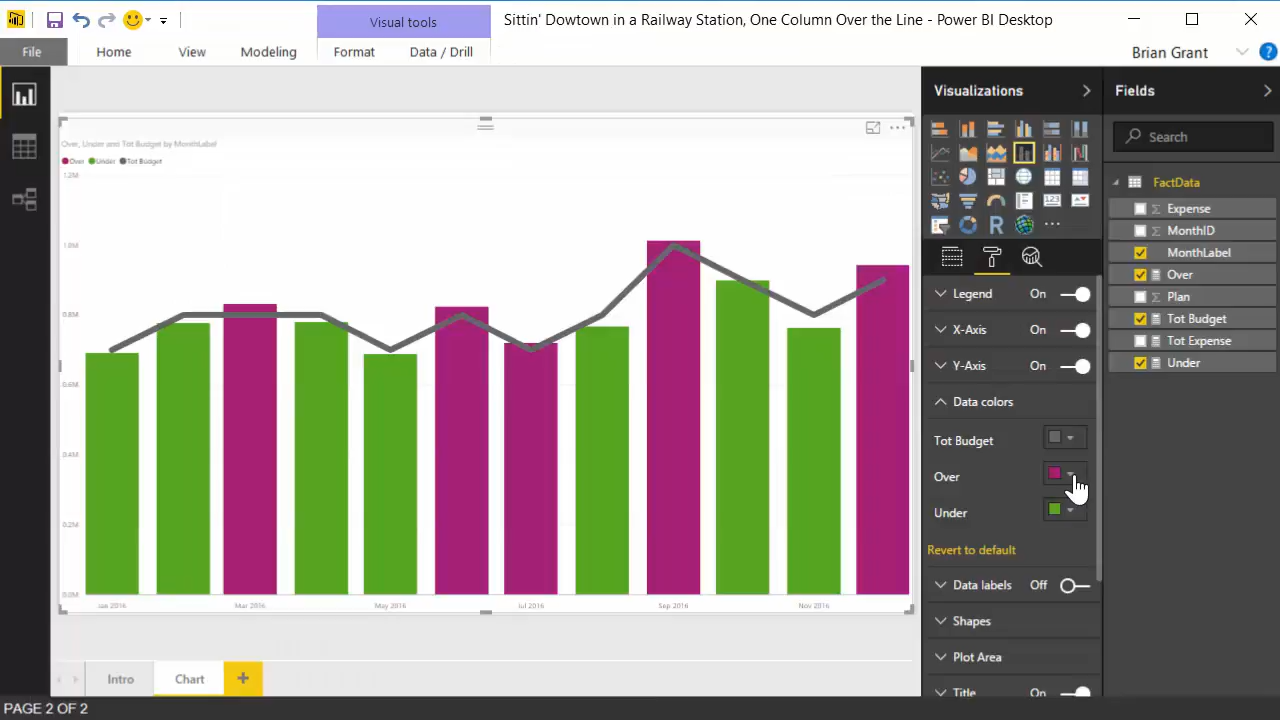 Visual tools
Sittin' Dowtown in a Railway Station, One Column Over the Line - Power BI Desktop
File Home View Modeling Format Data / Drill Brian Grant ?
Over, Under and Tot Budget by MonthLabel
Over Under Tot Budget
1.2M
1.0M
0.8M
0.6M
0.4M
0.2M
0.0M
Jan 2016 Mar 2016 May 2016 Jul 2016 Sep 2016 Nov 2016
Intro Chart +
PAGE 2 OF 2
Visualizations
R
123
Legend On
X-Axis On
Y-Axis On
Data colors
Tot Budget
Over
Under
Revert to default
Data labels Off
Shapes
Plot Area
Title On
Fields
Search
FactData
Σ Expense
Σ MonthID
MonthLabel
Over
Σ Plan
Tot Budget
Tot Expense
Under